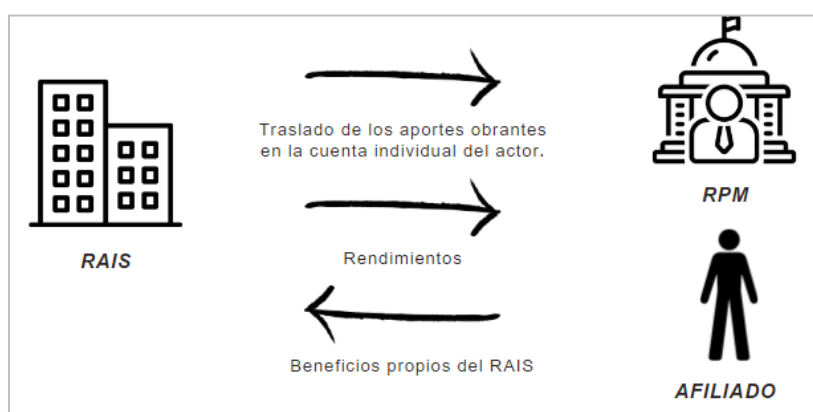 Traslado de los aportes obrantes
en la cuenta individual del actor.
RPM
RAIS
Rendimientos
Beneficios propios del RAIS
AFILIADO